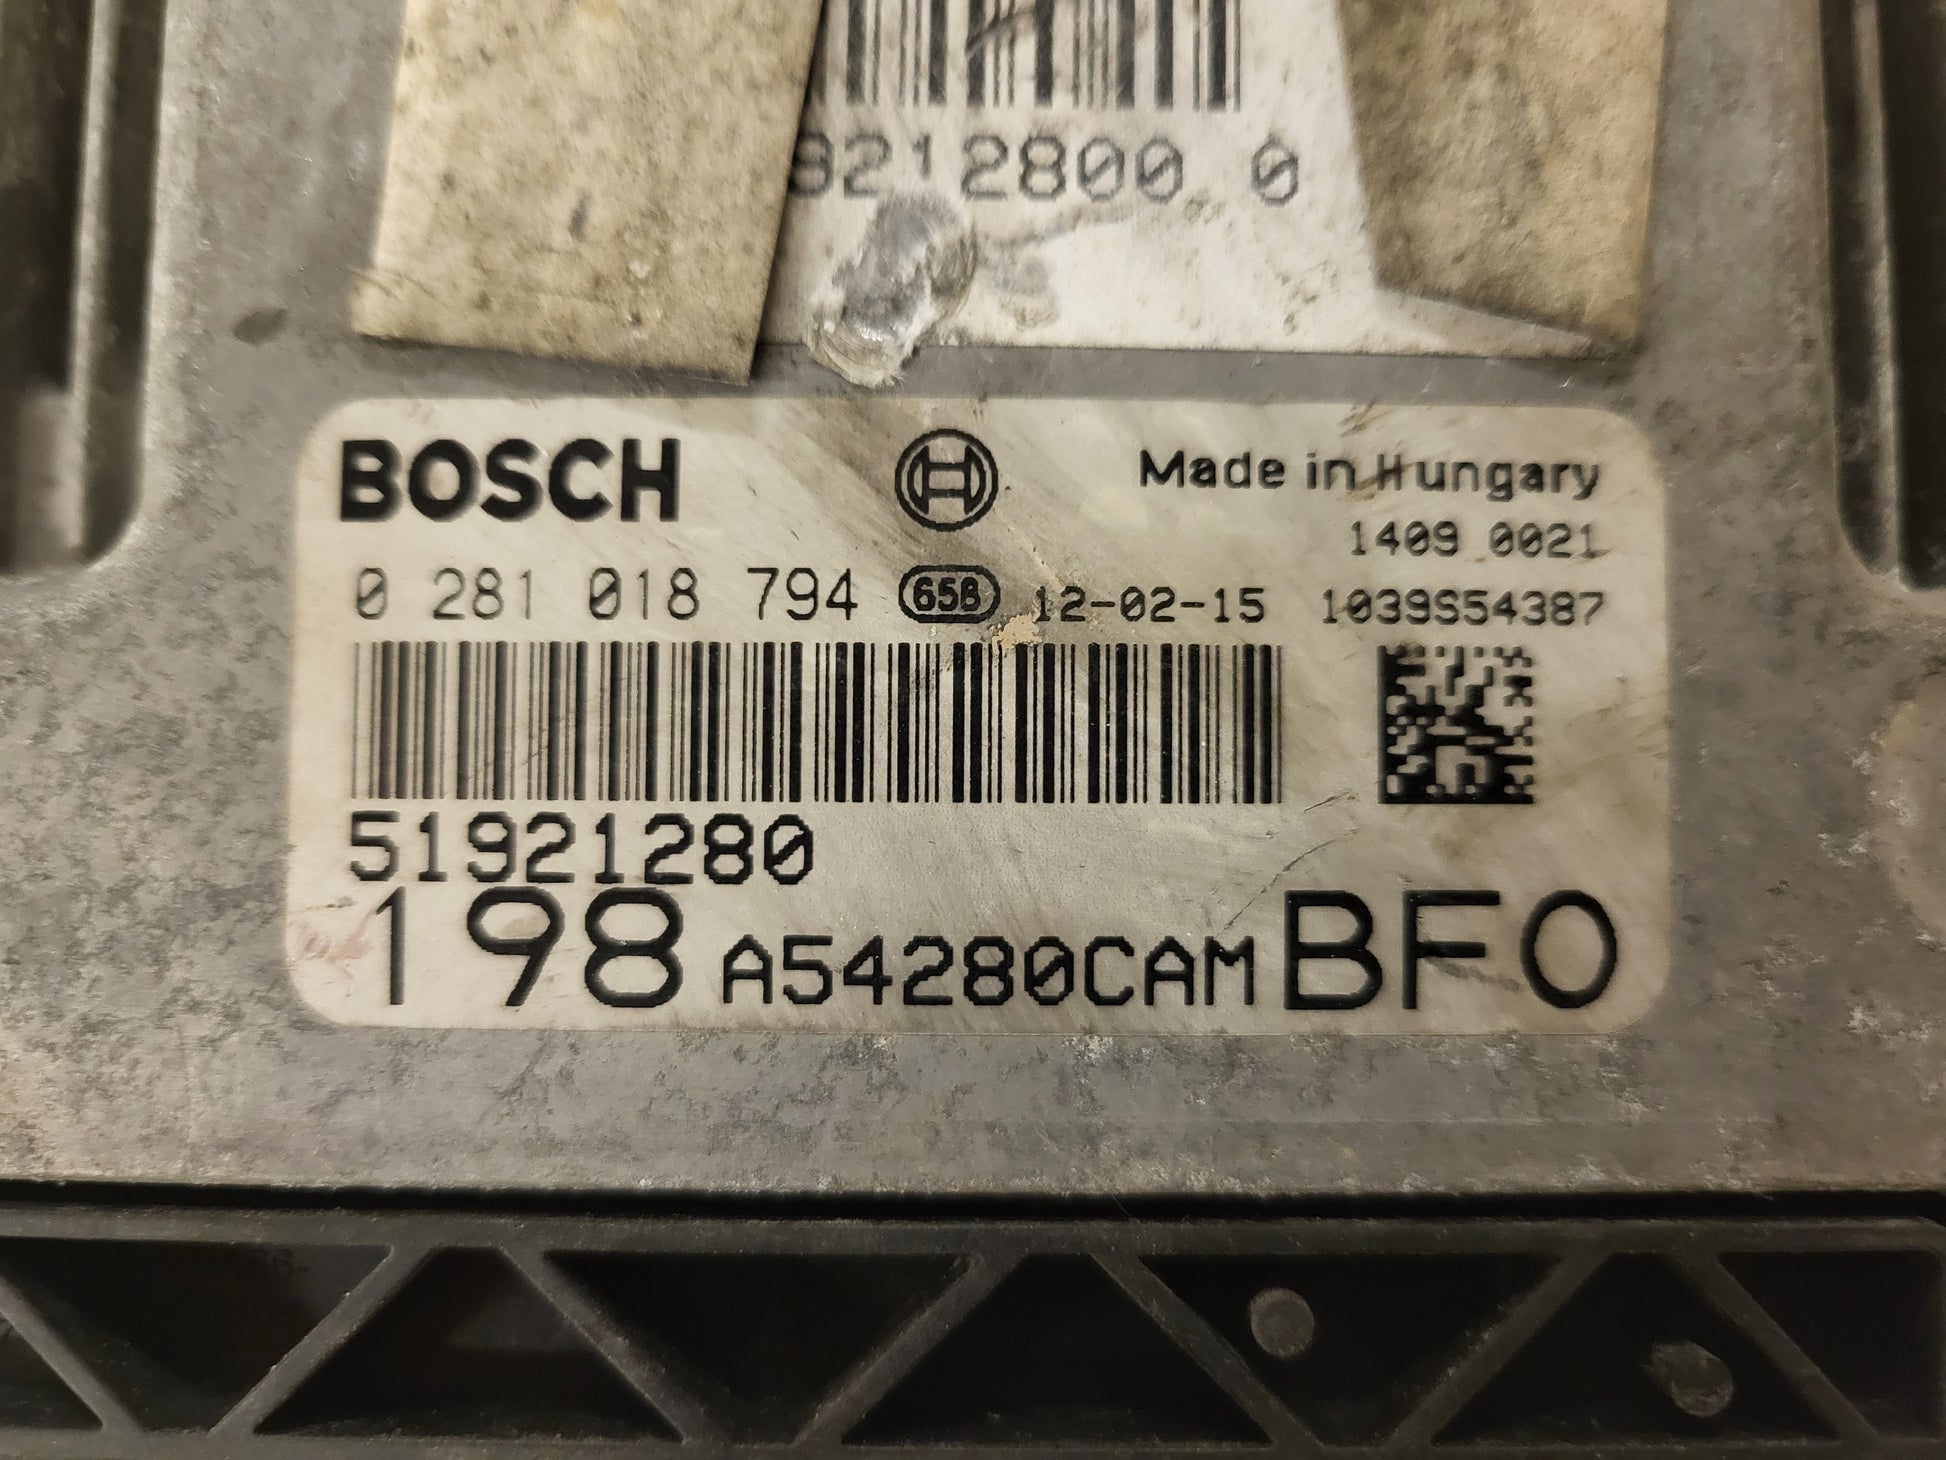 9212800 0
BOSCH
Made in Hungary
1409 0021
0 281 018 794 658 12-02-15 1039S54387
51921280
198 A54280CAM BFO